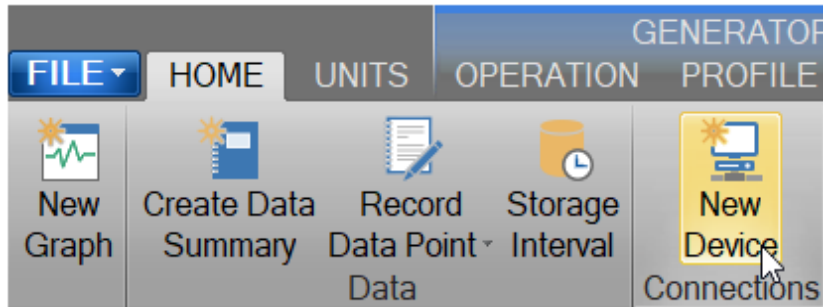 GENERATOR
FILE HOME UNITS OPERATION PROFILE
New Graph
Create Data Summary
Record Data Point
Storage Interval
New Device
Data
Connections